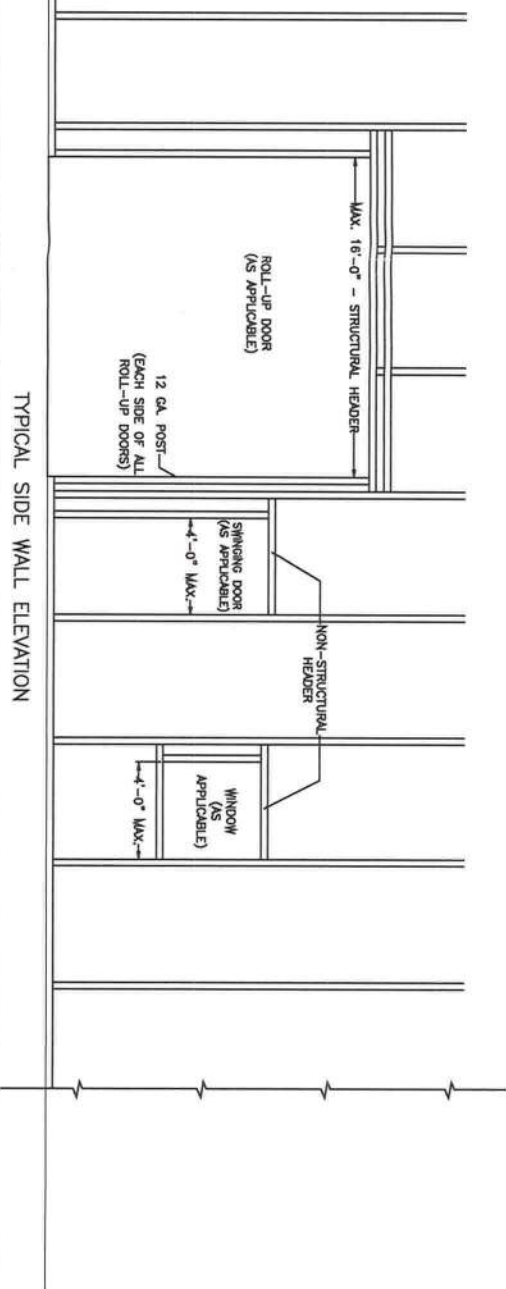 MAX. 16'-0" - STRUCTURAL HEADER
ROLL-UP DOOR
(AS APPLICABLE)
12 GA. POST
(EACH SIDE OF ALL
ROLL-UP DOORS)
SWINGING DOOR
(AS APPLICABLE)
4'-0" MAX.
NON-STRUCTURAL
HEADER
WINDOW
(AS
APPLICABLE)
4'-0" MAX.
TYPICAL SIDE WALL ELEVATION